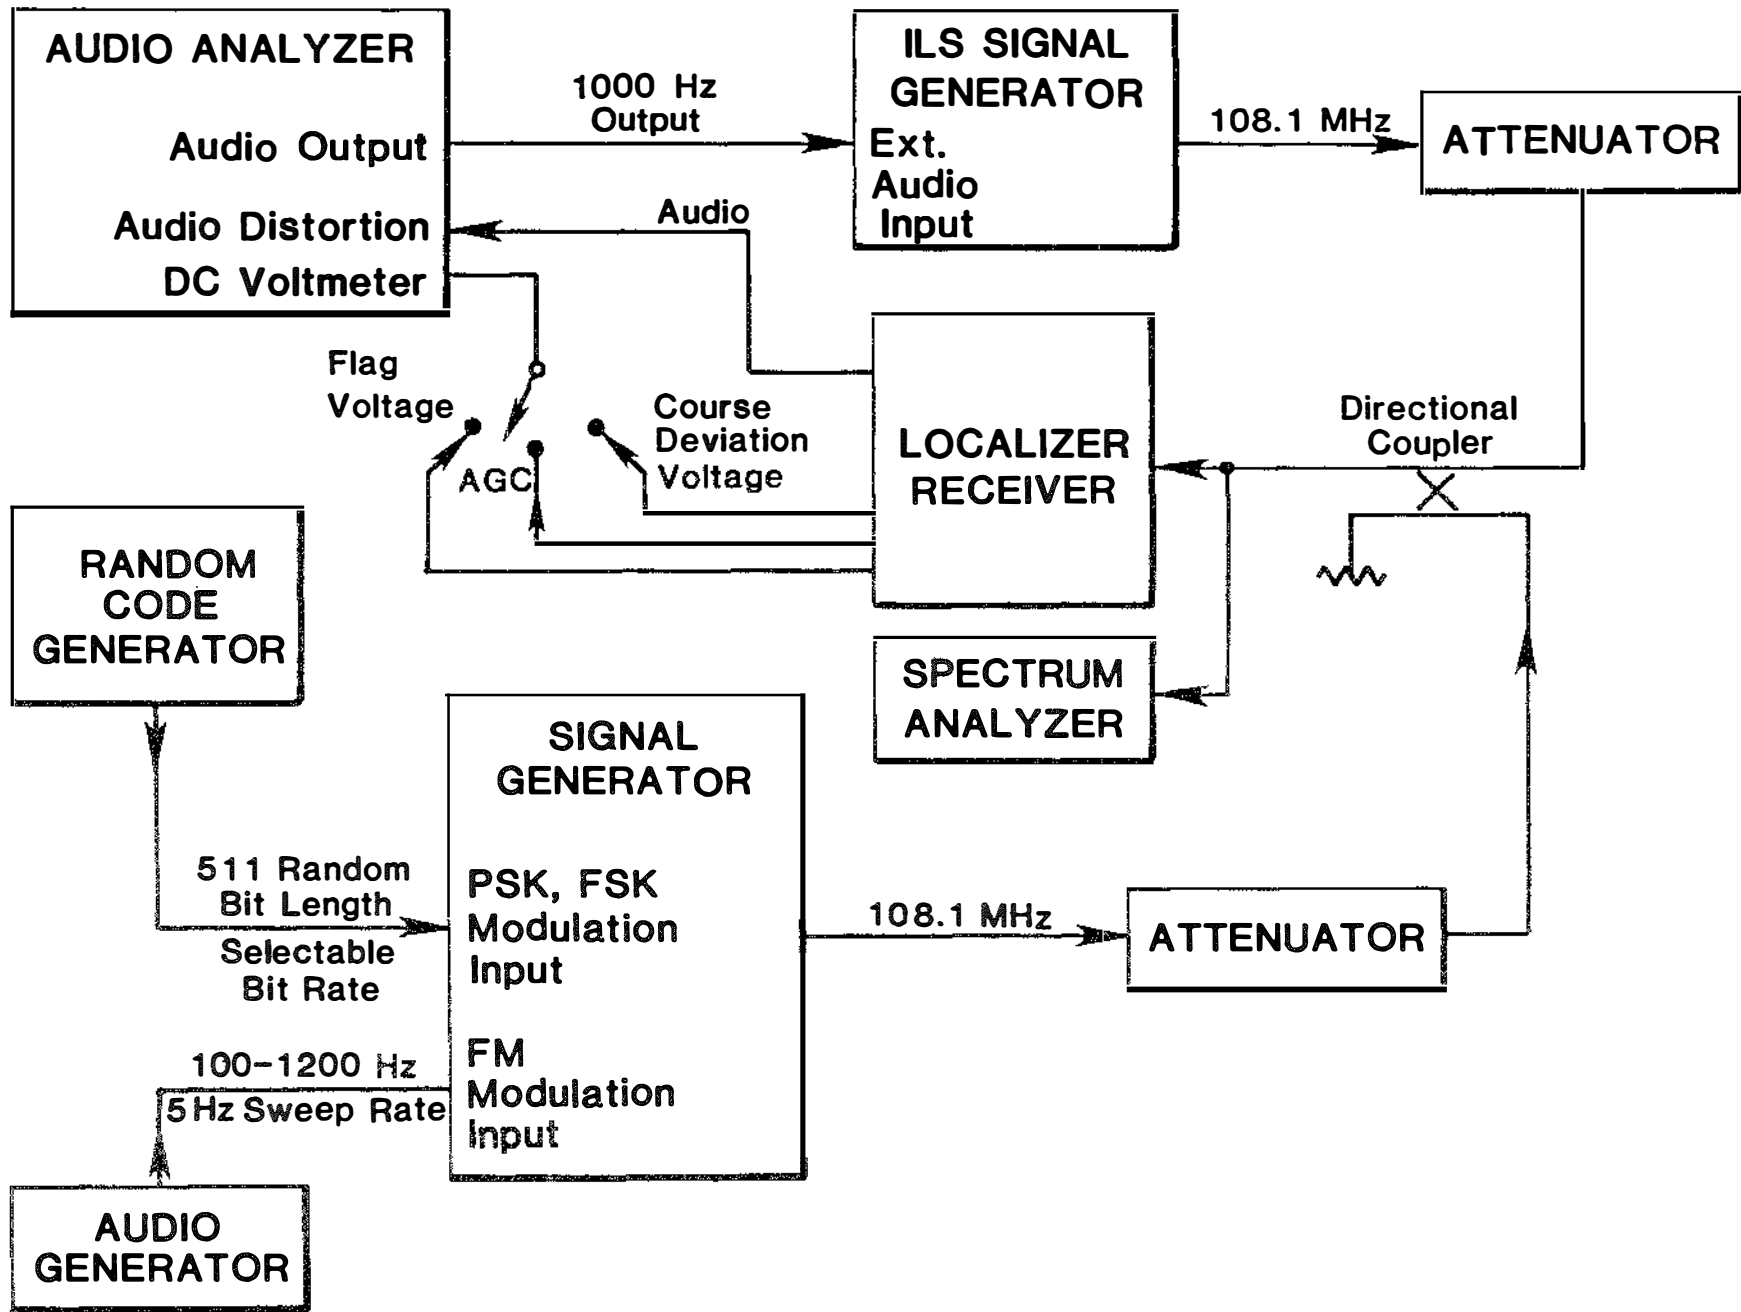 AUDIO ANALYZER
Audio Output
Audio Distortion
DC Voltmeter
1000 Hz
Output
ILS SIGNAL
GENERATOR
Ext.
Audio
Input
108.1 MHz
ATTENUATOR
Audio
Flag
Voltage
AGC
Course
Deviation
Voltage
LOCALIZER
RECEIVER
Directional
Coupler
RANDOM
CODE
GENERATOR
SPECTRUM
ANALYZER
SIGNAL
GENERATOR
PSK, FSK
Modulation
Input
FM
Modulation
Input
511 Random
Bit Length
Selectable
Bit Rate
108.1 MHz
ATTENUATOR
100-1200 Hz
5 Hz Sweep Rate
AUDIO
GENERATOR